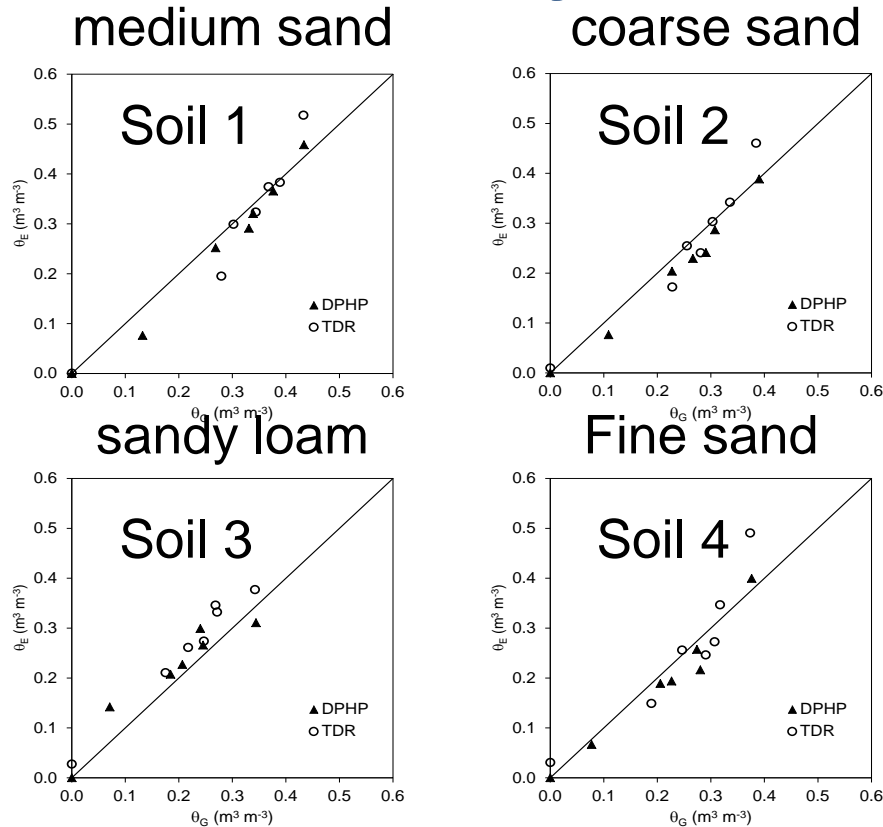 medium sand
coarse sand
0.6
0.5
0.4
0.3
0.2
0.1
0.0
θE (m³ m-³)
Soil 1
▲ DPHP
○ TDR
0.0 0.1 0.2 0.3 0.4 0.5 0.6
θG (m³ m-³)
0.6
0.5
0.4
0.3
0.2
0.1
0.0
θE (m³ m-³)
Soil 2
▲ DPHP
○ TDR
0.0 0.1 0.2 0.3 0.4 0.5 0.6
θG (m³ m-³)
sandy loam
Fine sand
0.6
0.5
0.4
0.3
0.2
0.1
0.0
θE (m³ m-³)
Soil 3
▲ DPHP
○ TDR
0.0 0.1 0.2 0.3 0.4 0.5 0.6
θG (m³ m-³)
0.6
0.5
0.4
0.3
0.2
0.1
0.0
θE (m³ m-³)
Soil 4
▲ DPHP
○ TDR
0.0 0.1 0.2 0.3 0.4 0.5 0.6
θG (m³ m-³)